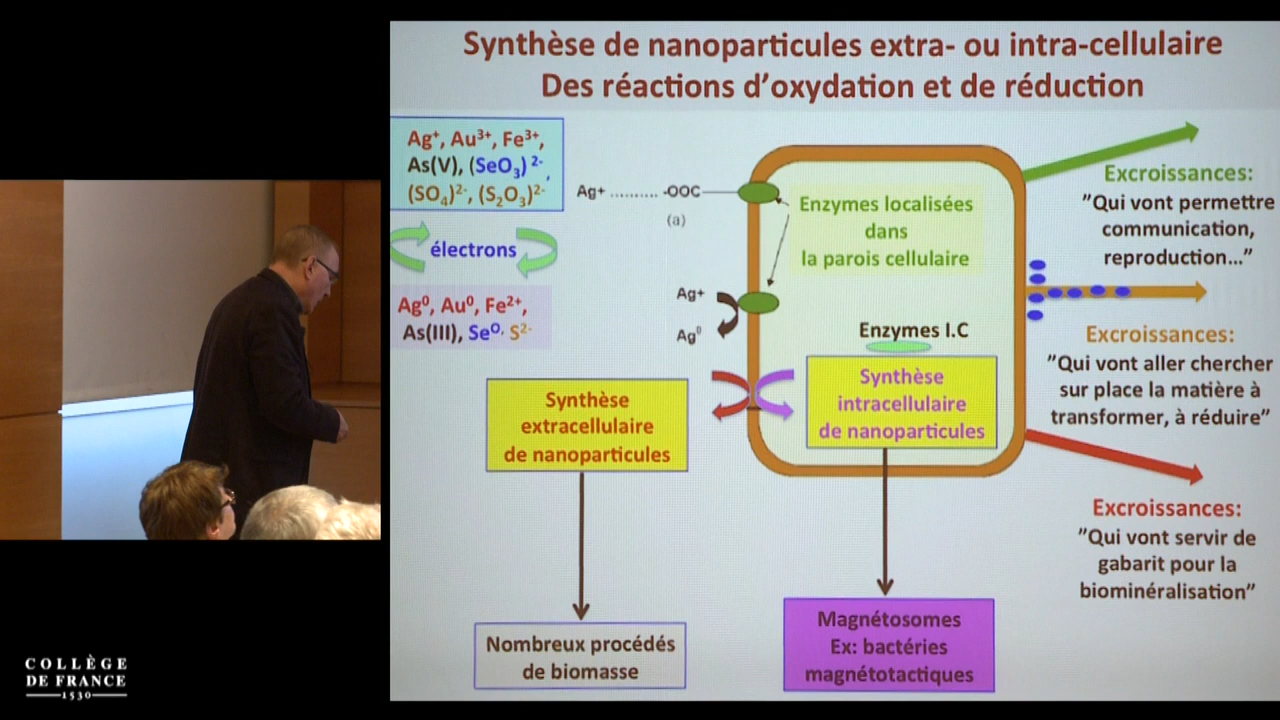 Synthèse de nanoparticules extra- ou intra-cellulaire
Des réactions d'oxydation et de réduction
Ag⁺, Au³⁺, Fe³⁺,
As(V), (SeO₃)²⁻,
(SO₄)²⁻, (S₂O₃)²⁻
électrons
Ag⁰, Au⁰, Fe²⁺,
As(III), Se⁰, S²⁻
Ag+ .......... -OOC
(a)
Ag+
Ag⁰
Enzymes localisées
dans
la parois cellulaire
Enzymes I.C
Synthèse
intracellulaire
de nanoparticules
Synthèse
extracellulaire
de nanoparticules
Nombreux procédés
de biomasse
Magnétosomes
Ex: bactéries
magnétotactiques
Excroissances:
"Qui vont permettre
communication,
reproduction..."
Excroissances:
"Qui vont aller chercher
sur place la matière à
transformer, à réduire"
Excroissances:
"Qui vont servir de
gabarit pour la
biominéralisation"
COLLÈGE
DE FRANCE
1530